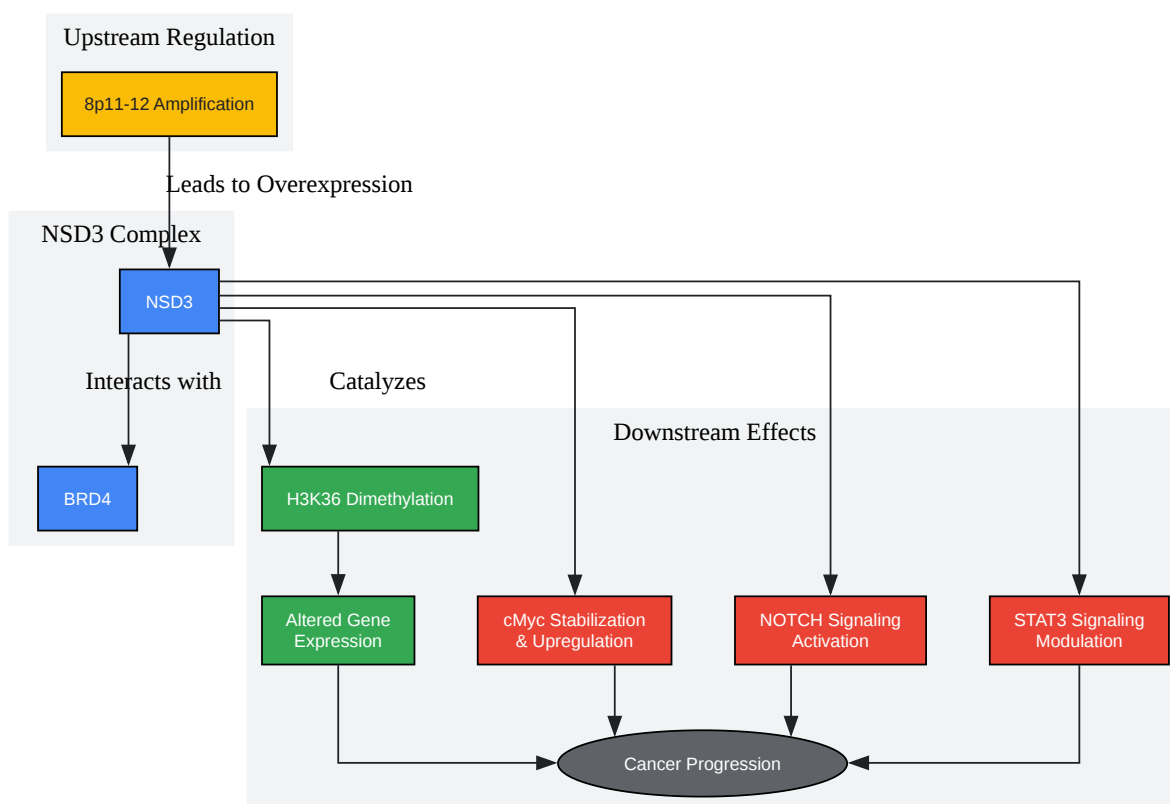 Upstream Regulation
8p11-12 Amplification
Leads to Overexpression
NSD3 Complex
NSD3
Interacts with
Catalyzes
Downstream Effects
BRD4
H3K36 Dimethylation
Altered Gene
Expression
cMyc Stabilization
& Upregulation
NOTCH Signaling
Activation
STAT3 Signaling
Modulation
Cancer Progression